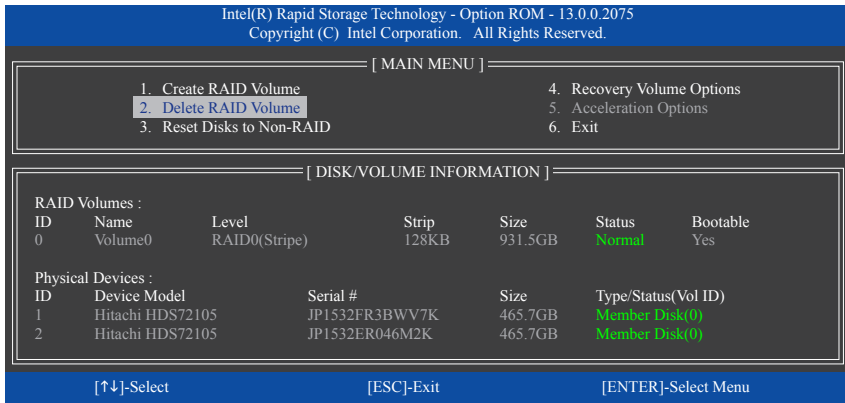 Intel(R) Rapid Storage Technology - Option ROM - 13.0.0.2075
Copyright (C) Intel Corporation. All Rights Reserved.
[ MAIN MENU ]
1. Create RAID Volume 4. Recovery Volume Options
2. Delete RAID Volume 5. Acceleration Options
3. Reset Disks to Non-RAID 6. Exit
[ DISK/VOLUME INFORMATION ]
RAID Volumes :
ID Name Level Strip Size Status Bootable
0 Volume0 RAID0(Stripe) 128KB 931.5GB Normal Yes
Physical Devices :
ID Device Model Serial # Size Type/Status(Vol ID)
1 Hitachi HDS72105 JP1532FR3BWV7K 465.7GB Member Disk(0)
2 Hitachi HDS72105 JP1532ER046M2K 465.7GB Member Disk(0)
[↑↓]-Select [ESC]-Exit [ENTER]-Select Menu